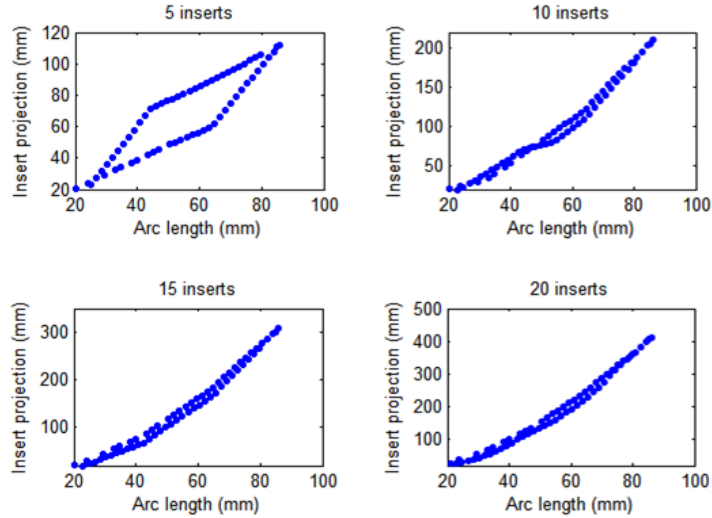 5 inserts
Insert projection (mm)
120
100
80
60
40
20
20 40 60 80 100
Arc length (mm)
10 inserts
Insert projection (mm)
200
150
100
50
20 40 60 80 100
Arc length (mm)
15 inserts
Insert projection (mm)
300
200
100
20 40 60 80 100
Arc length (mm)
20 inserts
Insert projection (mm)
500
400
300
200
100
20 40 60 80 100
Arc length (mm)